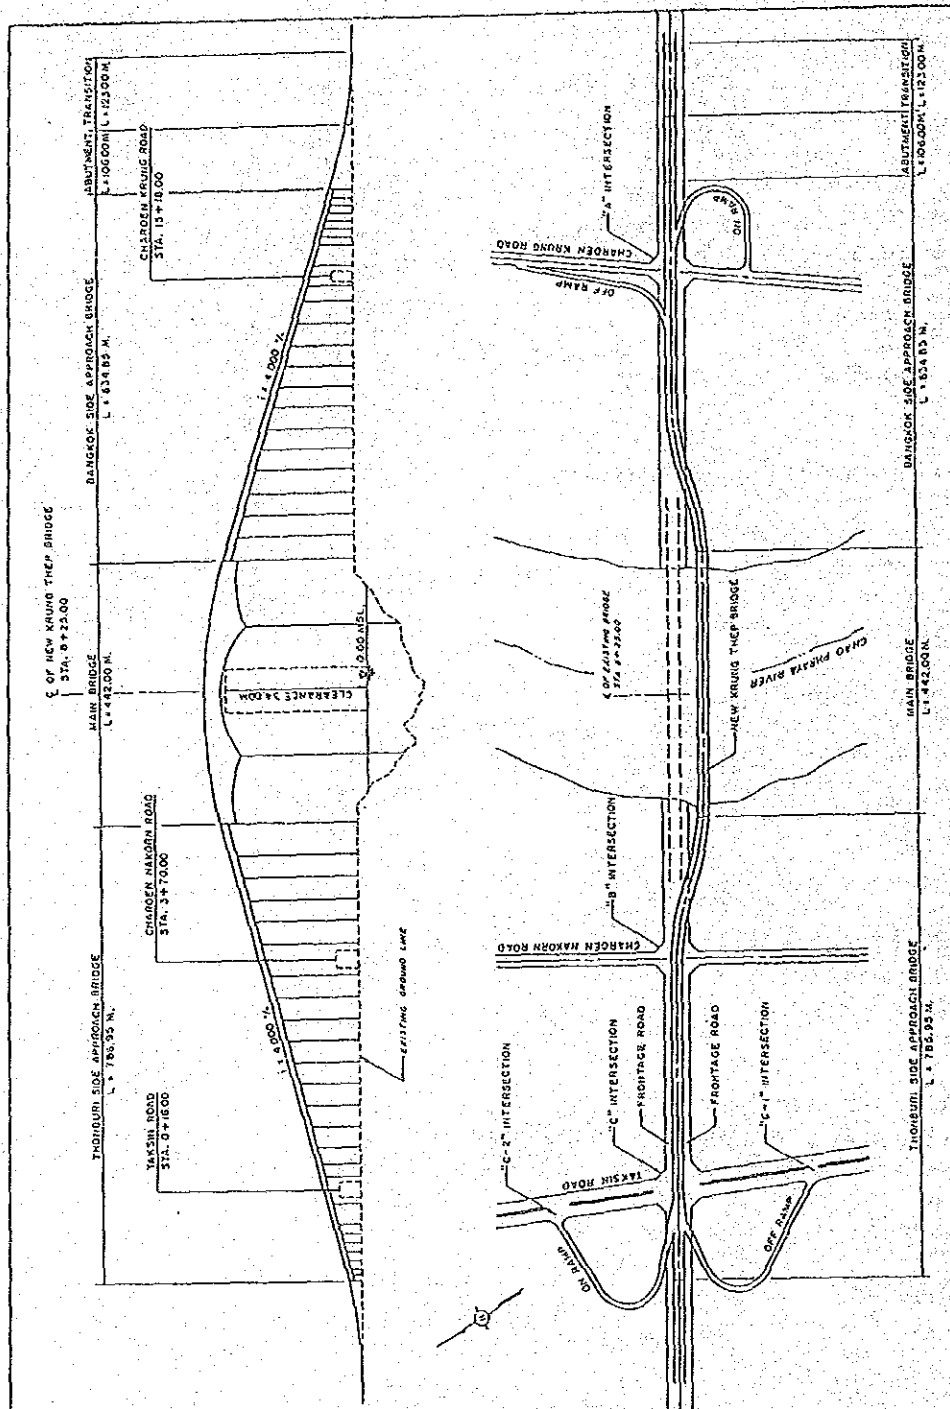 ₵ OF NEW KRUNG THEP BRIDGE
STA. 8+25.00
THONBURI SIDE APPROACH BRIDGE
L = 786.95 M.
MAIN BRIDGE
L=442.00 M.
BANGKOK SIDE APPROACH BRIDGE
L = 634.85 M.
ABUTMENT, TRANSITION
L=106.00M L=123.00M
TAKSIN ROAD
STA. 0+16.00
CHAROEN NAKORN ROAD
STA. 3+70.00
CHAROEN KRUNG ROAD
STA. 15+18.00
4.000 %
4.000 %
CLEARANCE 34.00M
0.00 MSL.
EXISTING GROUND LINE
"C-2" INTERSECTION
"C" INTERSECTION
FRONTAGE ROAD
FRONTAGE ROAD
"C-1" INTERSECTION
"B" INTERSECTION
"A" INTERSECTION
TAKSIN ROAD
ON RAMP
OFF RAMP
CHAROEN NAKORN ROAD
₵ OF EXISTING BRIDGE
STA 8+25.00
NEW KRUNG THEP BRIDGE
CHAO PHRAYA RIVER
CHAROEN KRUNG ROAD
OFF RAMP
ON RAMP
THONBURI SIDE APPROACH BRIDGE
L = 786.95 M.
MAIN BRIDGE
L=442.00M.
BANGKOK SIDE APPROACH BRIDGE
L = 634.85 M.
ABUTMENT TRANSITION
L=106.00M L=123.00M